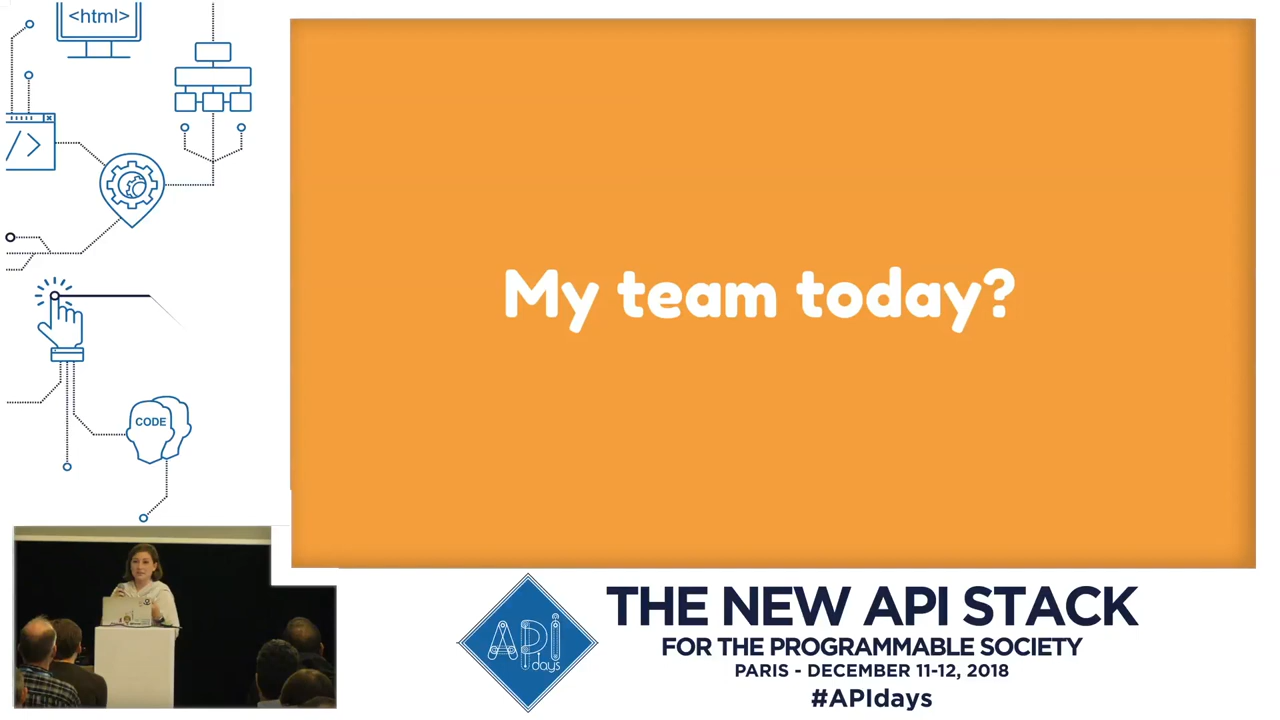 <html>
</>
CODE
My team today?
API
days
THE NEW API STACK
FOR THE PROGRAMMABLE SOCIETY
PARIS - DECEMBER 11-12, 2018
#APIdays